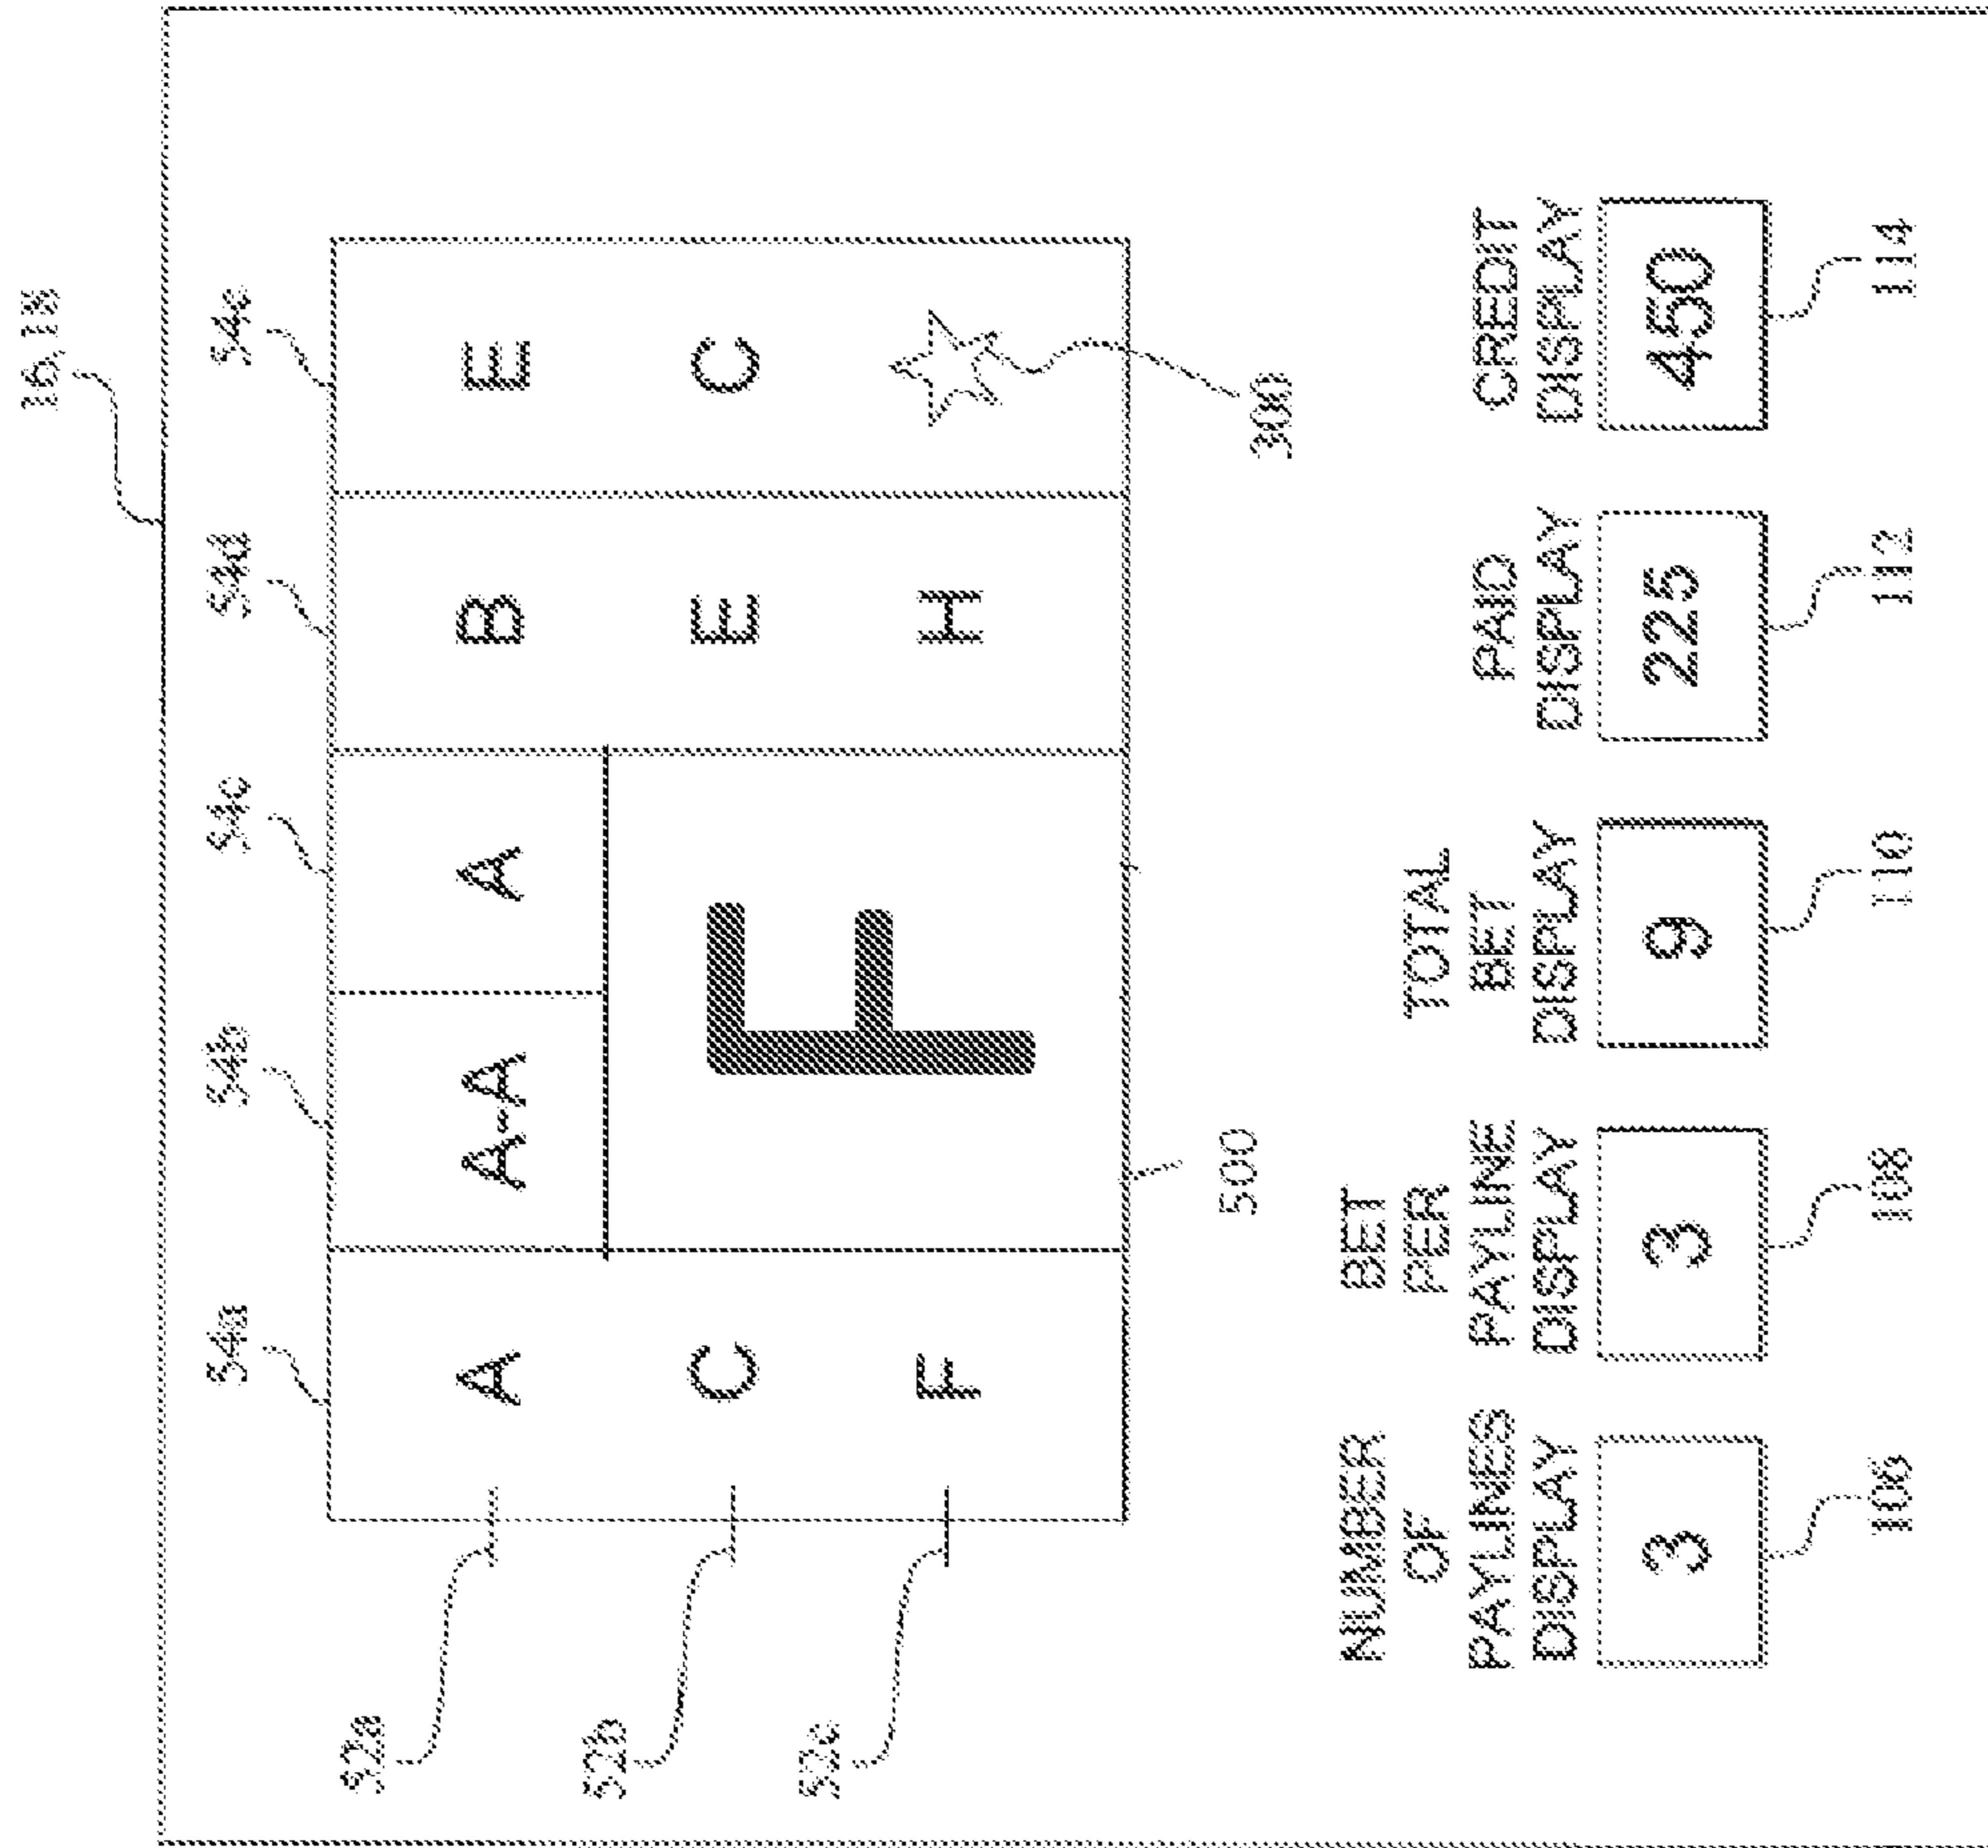 16,18
54a 54b 54c 54d 54e
52a A A-A A B E
52b C F E C
52c F H
300
500
NUMBER OF PAYLINES DISPLAY
3
106
BET PER PAYLINE DISPLAY
3
108
TOTAL BET DISPLAY
9
110
PAID DISPLAY
225
112
CREDIT DISPLAY
450
114